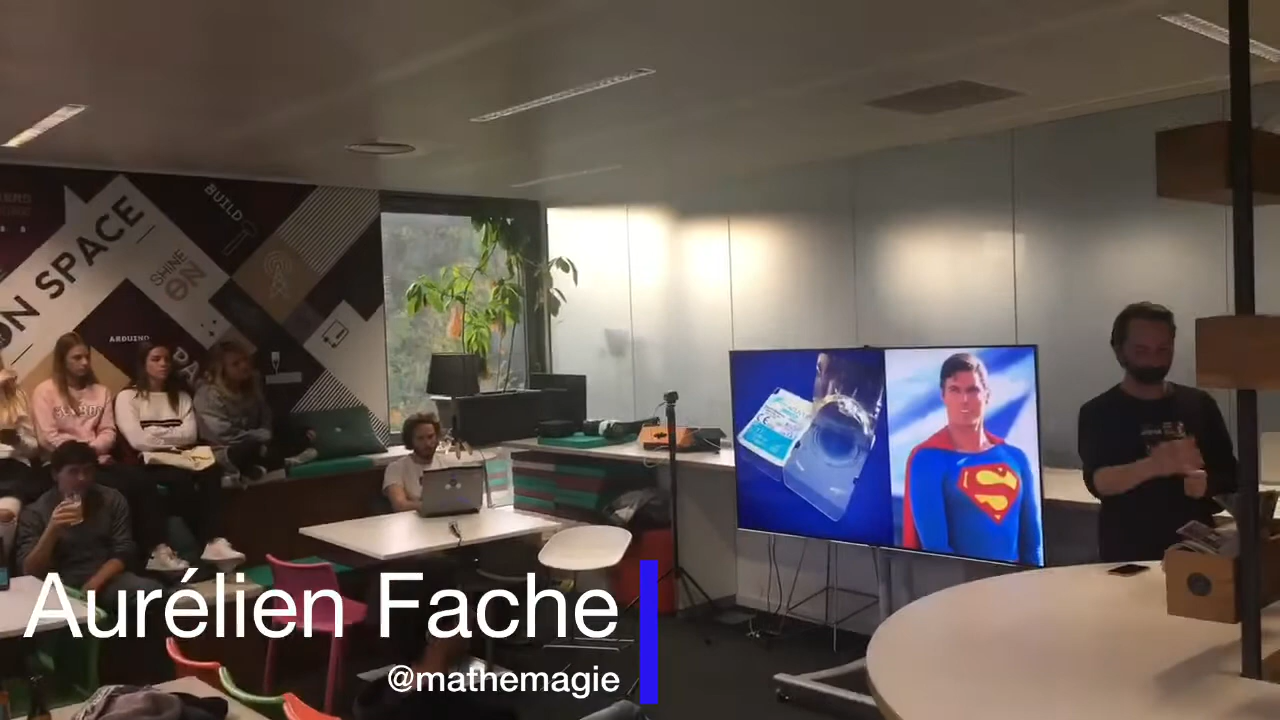 BUILD
ON SPACE
SHINE
ON
ARDUINO
Aurélien Fache
@mathemagie